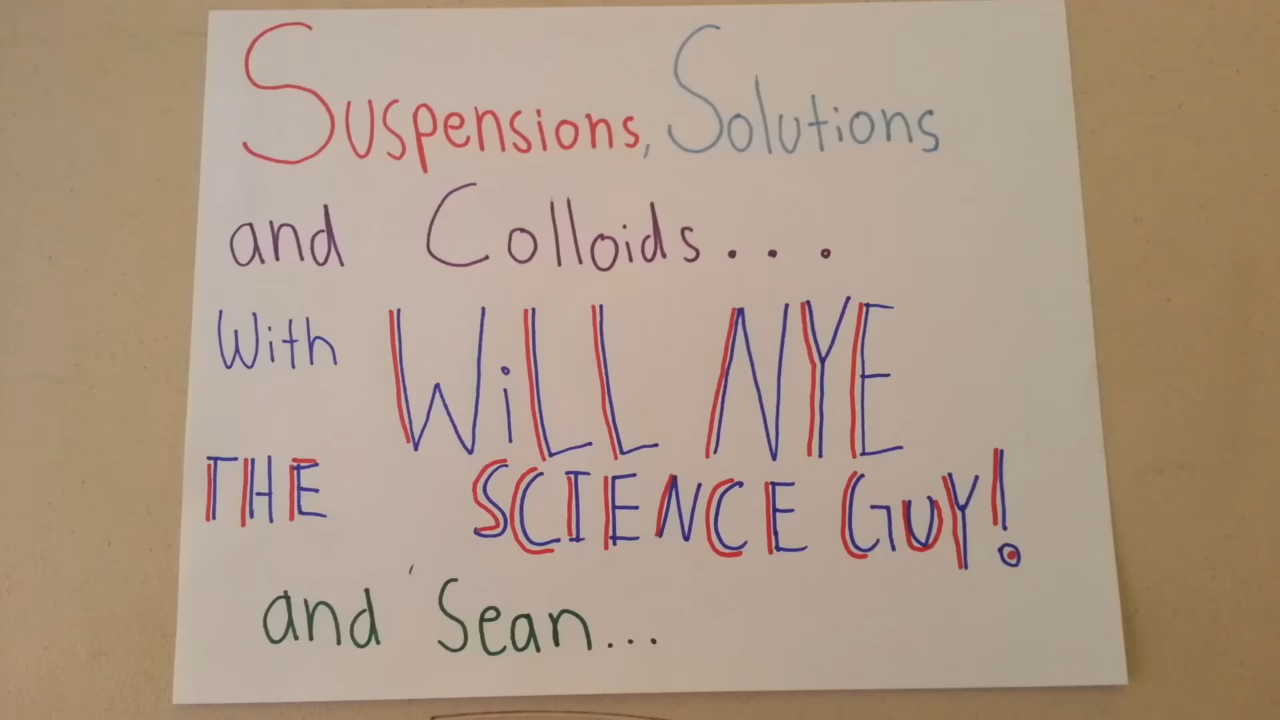 Suspensions, Solutions
and Colloids...
With WiLL NYE
THE SCIENCE GUY!
and Sean...